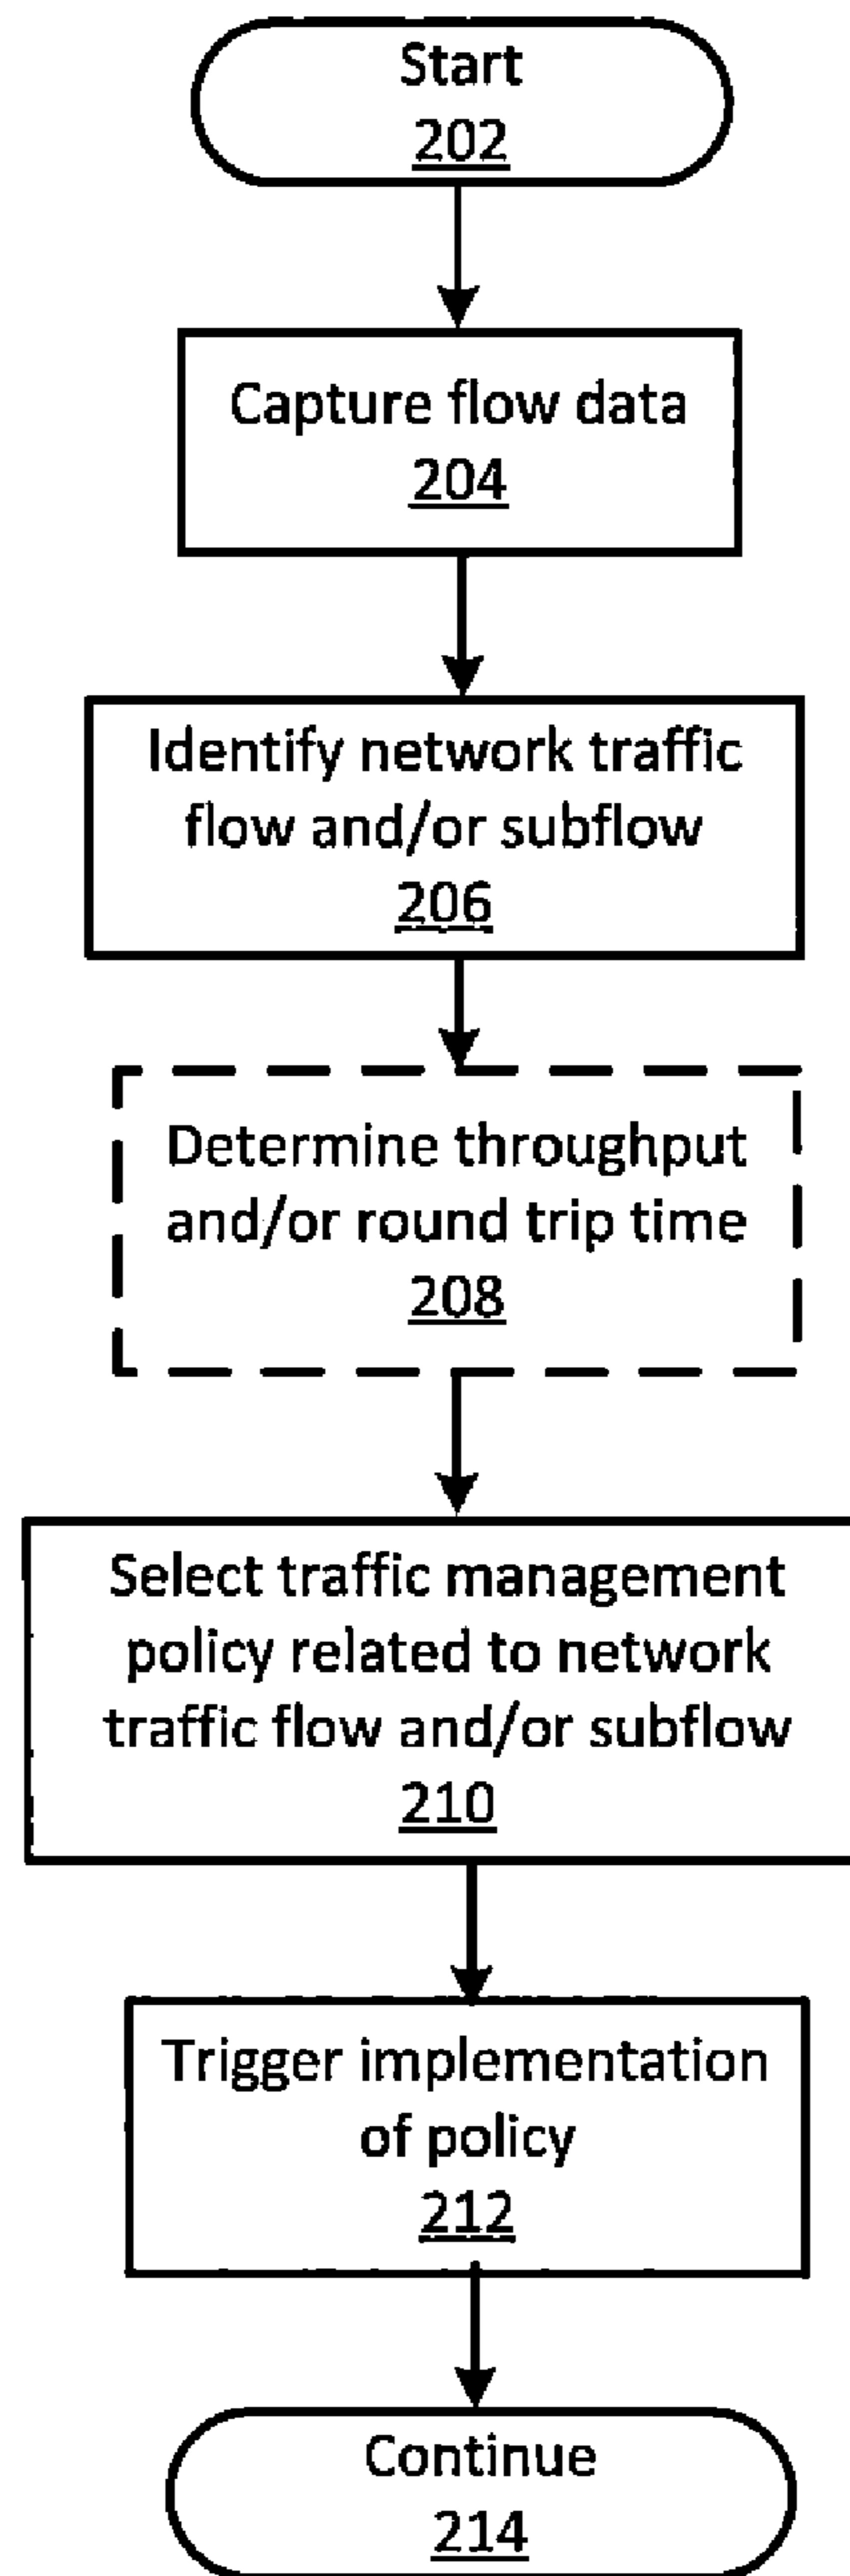 Start
202
Capture flow data
204
Identify network traffic
flow and/or subflow
206
Determine throughput
and/or round trip time
208
Select traffic management
policy related to network
traffic flow and/or subflow
210
Trigger implementation
of policy
212
Continue
214